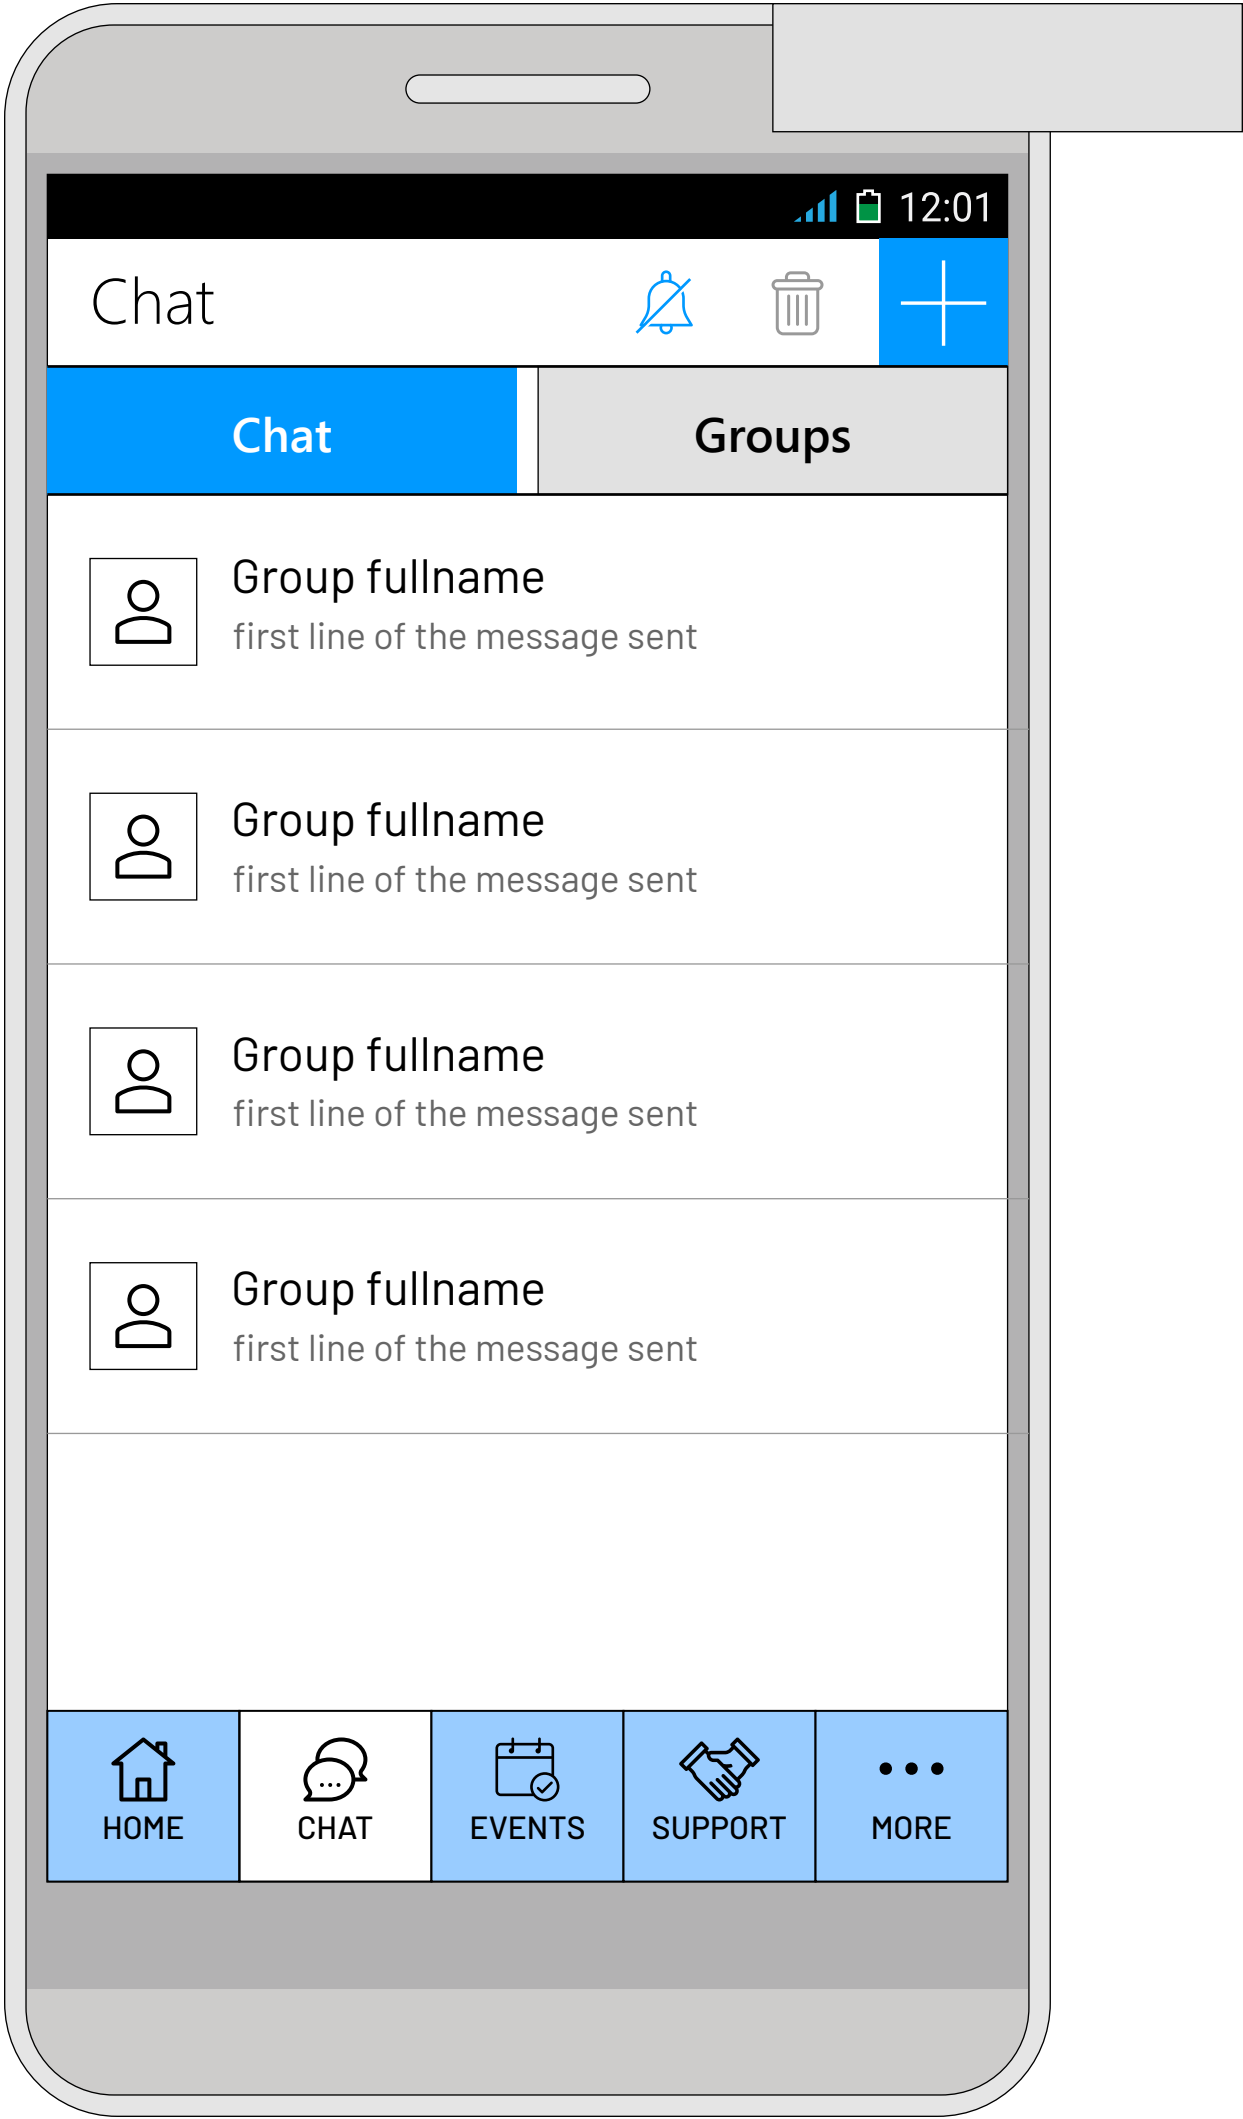 12:01
Chat
Chat
Groups
Group fullname
first line of the message sent
Group fullname
first line of the message sent
Group fullname
first line of the message sent
Group fullname
first line of the message sent
HOME
CHAT
EVENTS
SUPPORT
MORE